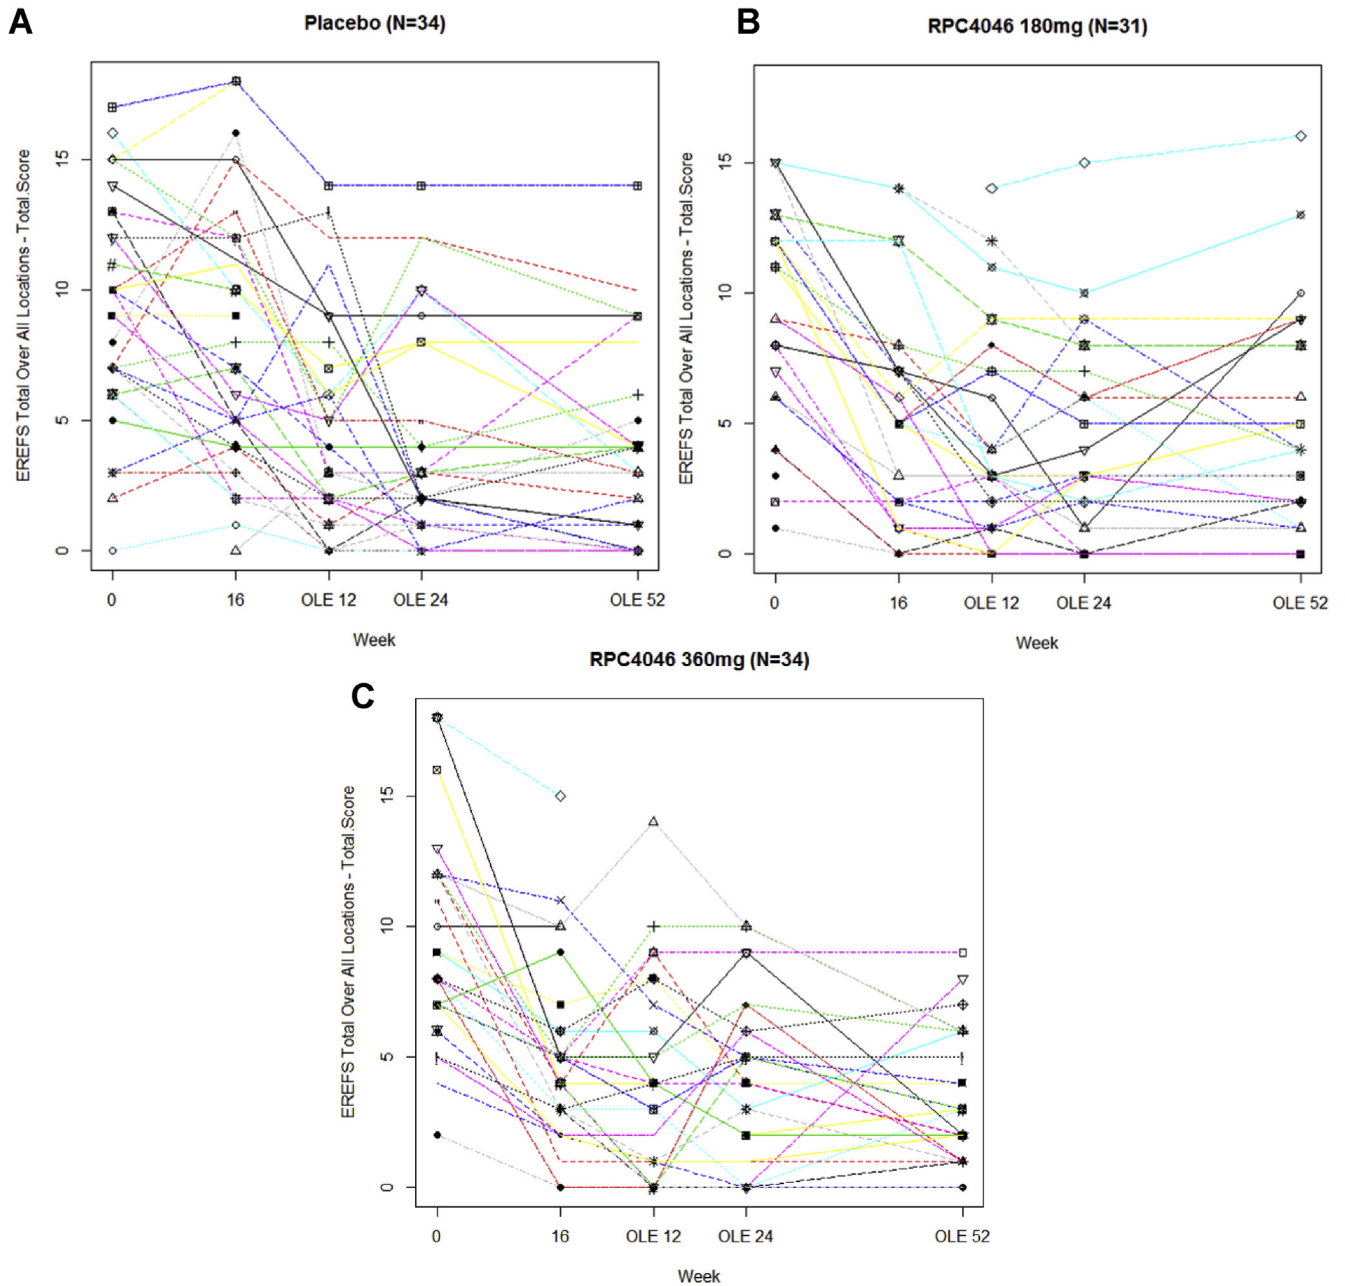 A
Placebo (N=34)
EREFS Total Over All Locations - Total.Score
15
10
5
0
0 16 OLE 12 OLE 24 OLE 52
Week
B
RPC4046 180mg (N=31)
EREFS Total Over All Locations - Total.Score
15
10
5
0
0 16 OLE 12 OLE 24 OLE 52
Week
C
RPC4046 360mg (N=34)
EREFS Total Over All Locations - Total.Score
15
10
5
0
0 16 OLE 12 OLE 24 OLE 52
Week